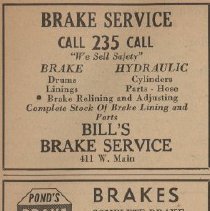 BRAKE SERVICE
CALL 235 CALL
"We Sell Safety"
BRAKE HYDRAULIC
Drums Cylinders
Linings Parts - Hose
• Brake Relining and Adjusting
Complete Stock Of Brake Lining and
Parts
BILL'S
BRAKE SERVICE
411 W. Main
POND'S BRAKES